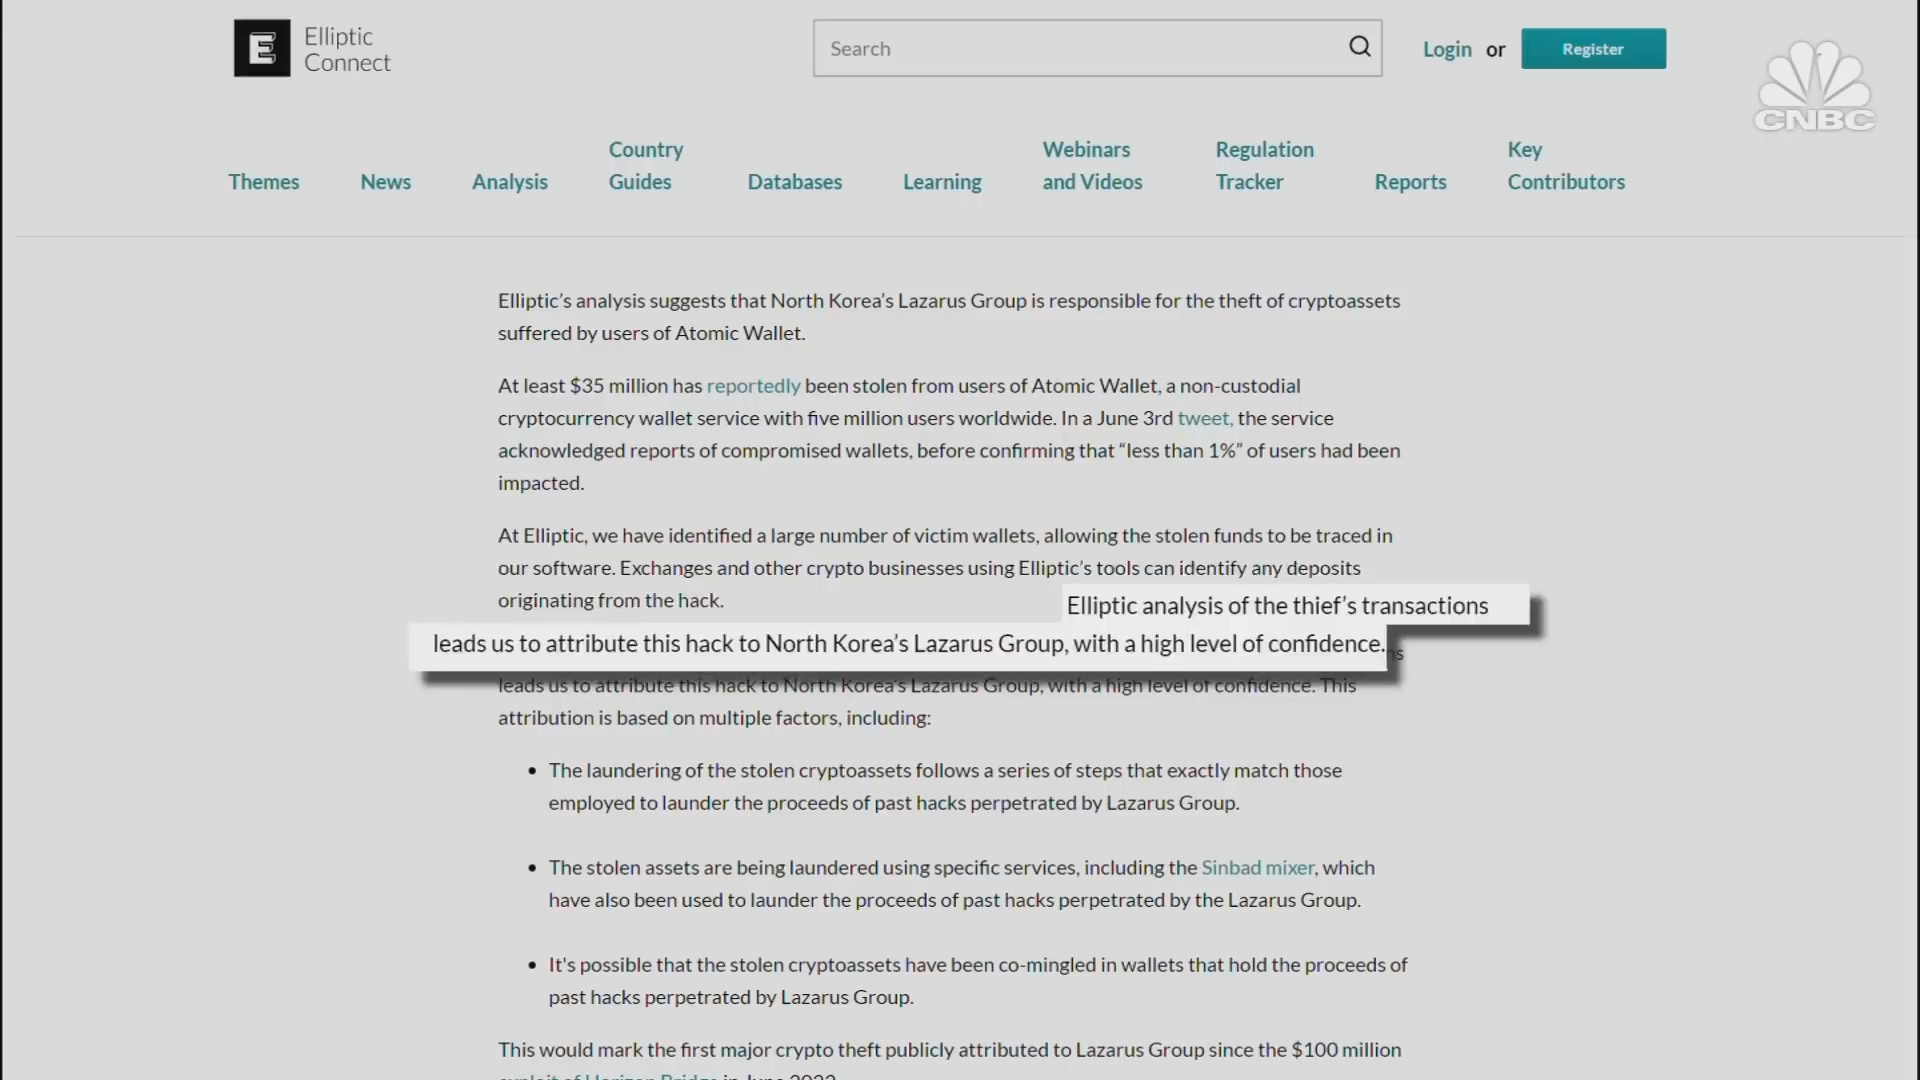 Elliptic
Connect
Search
Login or
Register
CNBC
Themes
News
Analysis
Country
Guides
Databases
Learning
Webinars
and Videos
Regulation
Tracker
Reports
Key
Contributors
Elliptic’s analysis suggests that North Korea’s Lazarus Group is responsible for the theft of cryptoassets
suffered by users of Atomic Wallet.
At least $35 million has reportedly been stolen from users of Atomic Wallet, a non-custodial
cryptocurrency wallet service with five million users worldwide. In a June 3rd tweet, the service
acknowledged reports of compromised wallets, before confirming that “less than 1%” of users had been
impacted.
At Elliptic, we have identified a large number of victim wallets, allowing the stolen funds to be traced in
our software. Exchanges and other crypto businesses using Elliptic’s tools can identify any deposits
originating from the hack.
Elliptic analysis of the thief’s transactions
leads us to attribute this hack to North Korea’s Lazarus Group, with a high level of confidence.
leads us to attribute this hack to North Korea’s Lazarus Group, with a high level of confidence. This
attribution is based on multiple factors, including:
• The laundering of the stolen cryptoassets follows a series of steps that exactly match those
employed to launder the proceeds of past hacks perpetrated by Lazarus Group.
• The stolen assets are being laundered using specific services, including the Sinbad mixer, which
have also been used to launder the proceeds of past hacks perpetrated by the Lazarus Group.
• It's possible that the stolen cryptoassets have been co-mingled in wallets that hold the proceeds of
past hacks perpetrated by Lazarus Group.
This would mark the first major crypto theft publicly attributed to Lazarus Group since the $100 million